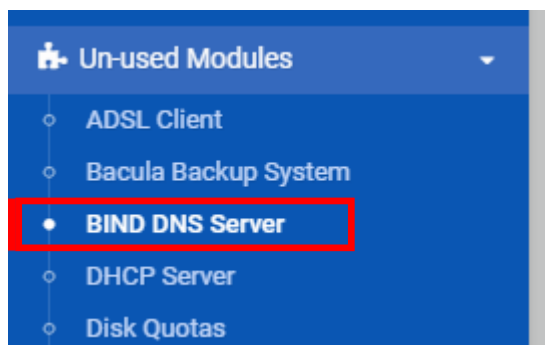 Un-used Modules
ADSL Client
Bacula Backup System
BIND DNS Server
DHCP Server
Disk Quotas